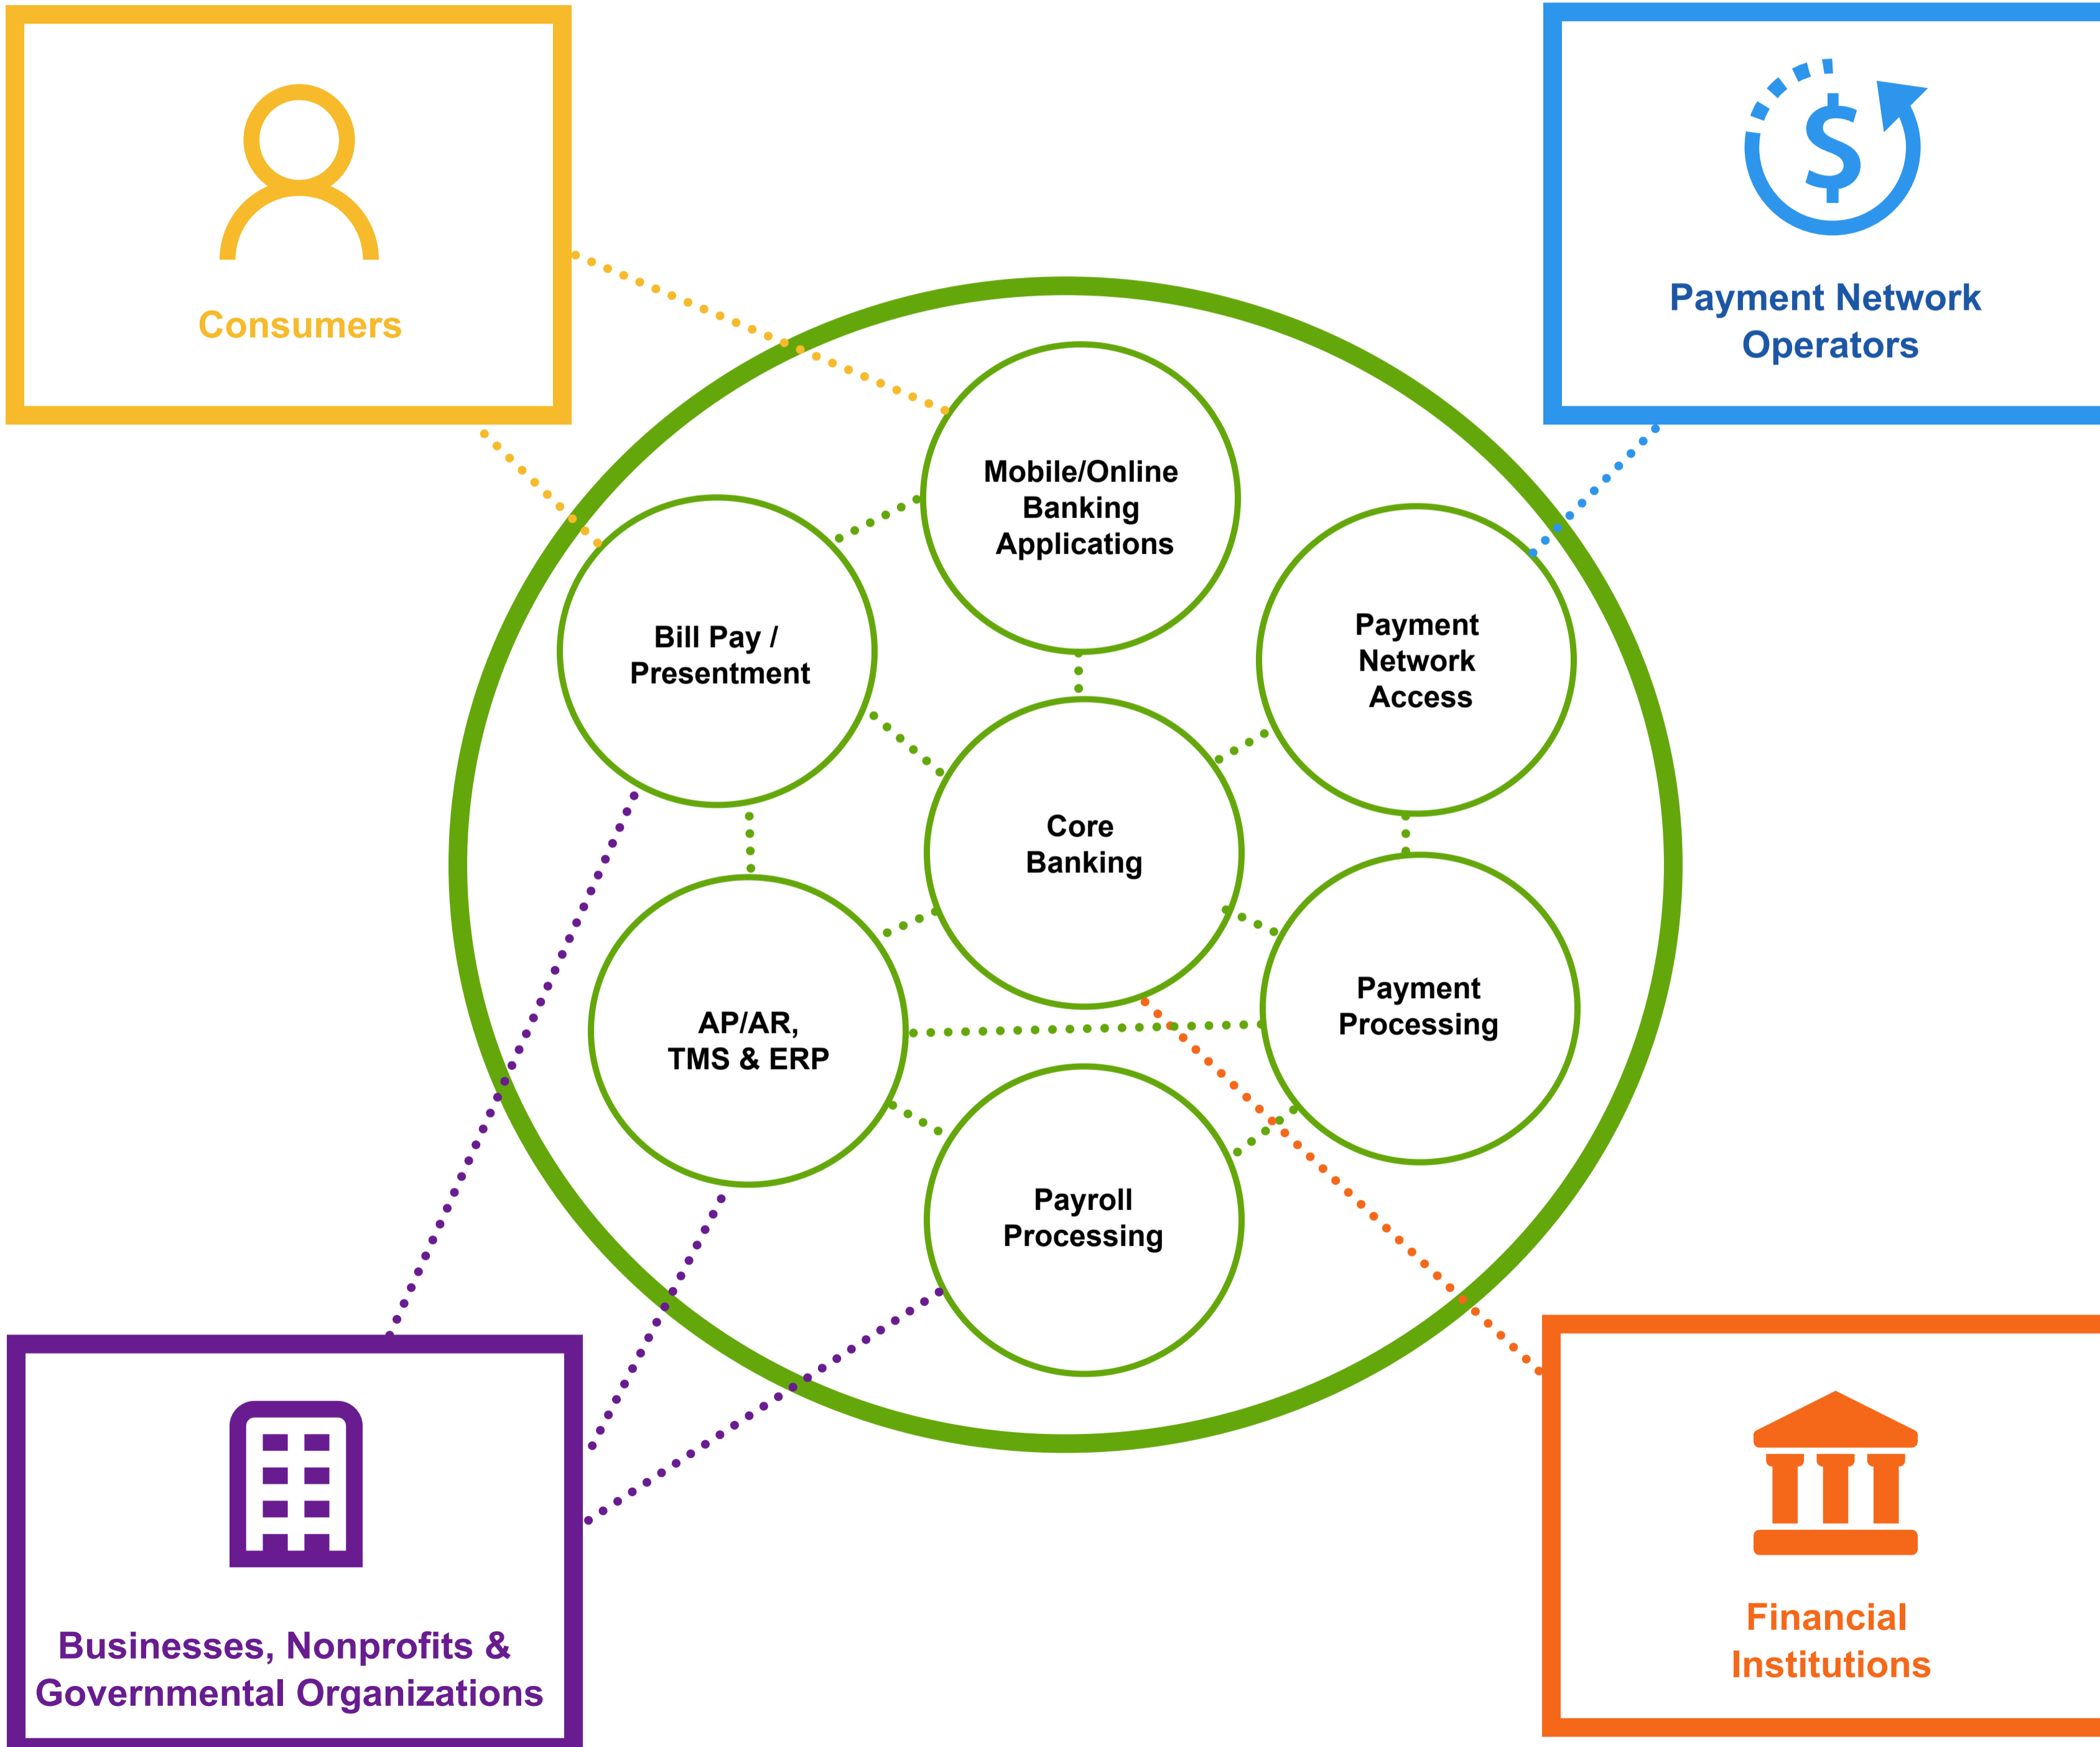 Consumers
Payment Network
Operators
Mobile/Online
Banking
Applications
Bill Pay /
Presentment
Payment
Network
Access
Core
Banking
AP/AR,
TMS & ERP
Payment
Processing
Payroll
Processing
Businesses, Nonprofits &
Governmental Organizations
Financial
Institutions